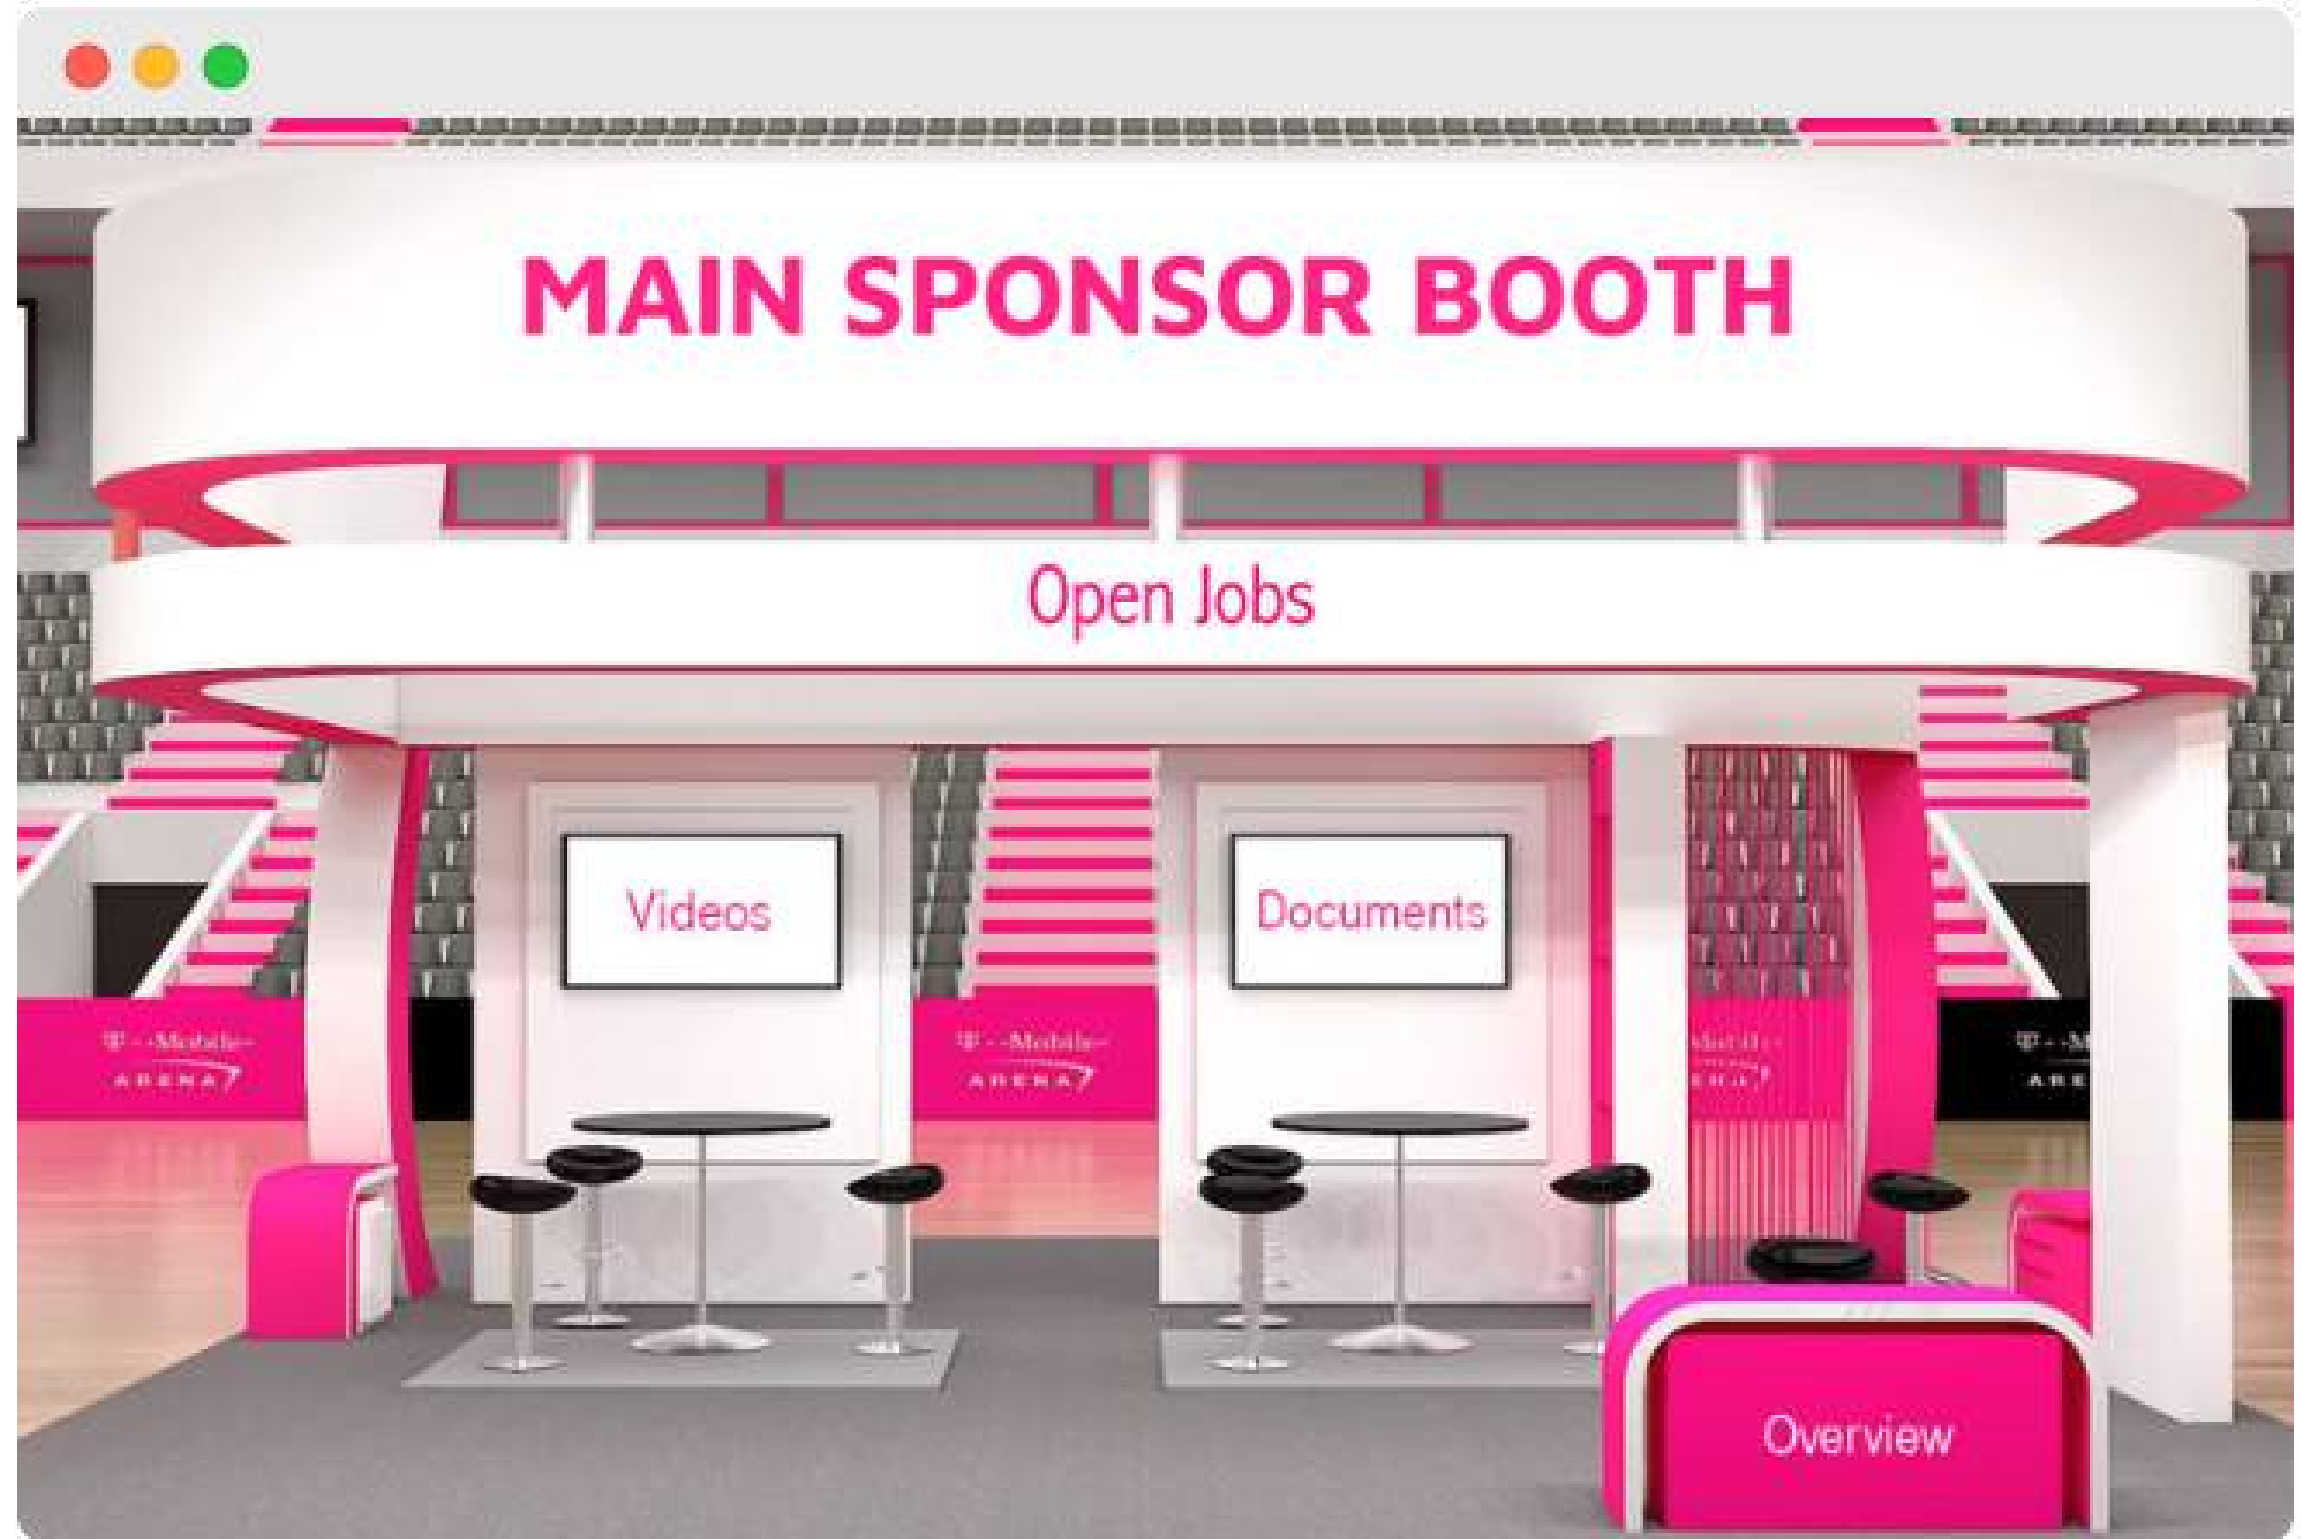 MAIN SPONSOR BOOTH
Open Jobs
Videos
Documents
T - -Mobile-
ARENA
T - -Mobile-
ARENA
Overview